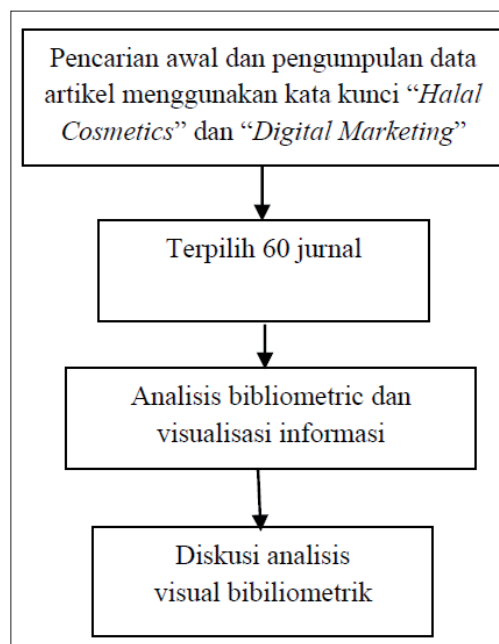 Pencarian awal dan pengumpulan data
artikel menggunakan kata kunci “Halal
Cosmetics” dan “Digital Marketing”
Terpilih 60 jurnal
Analisis bibliometric dan
visualisasi informasi
Diskusi analisis
visual bibiliometrik